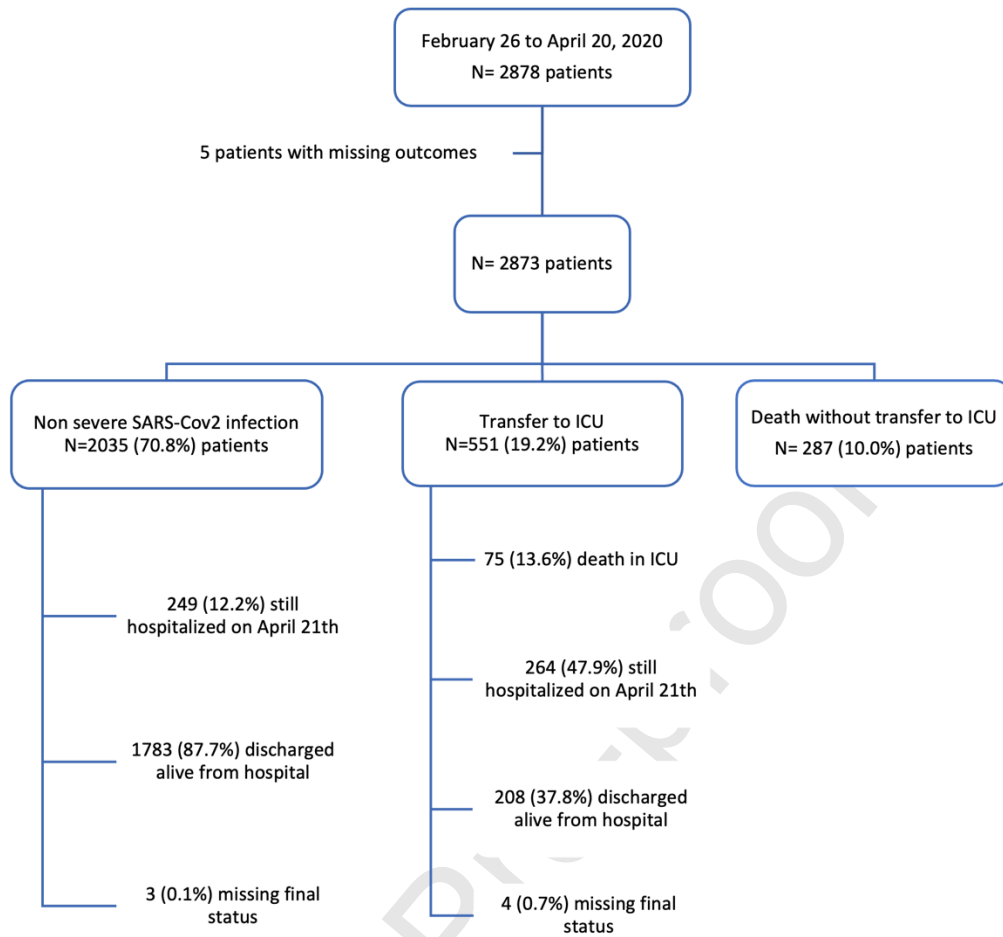 February 26 to April 20, 2020
N= 2878 patients
5 patients with missing outcomes
N= 2873 patients
Non severe SARS-Cov2 infection
N=2035 (70.8%) patients
Transfer to ICU
N=551 (19.2%) patients
Death without transfer to ICU
N= 287 (10.0%) patients
249 (12.2%) still
hospitalized on April 21th
1783 (87.7%) discharged
alive from hospital
3 (0.1%) missing final
status
75 (13.6%) death in ICU
264 (47.9%) still
hospitalized on April 21th
208 (37.8%) discharged
alive from hospital
4 (0.7%) missing final
status